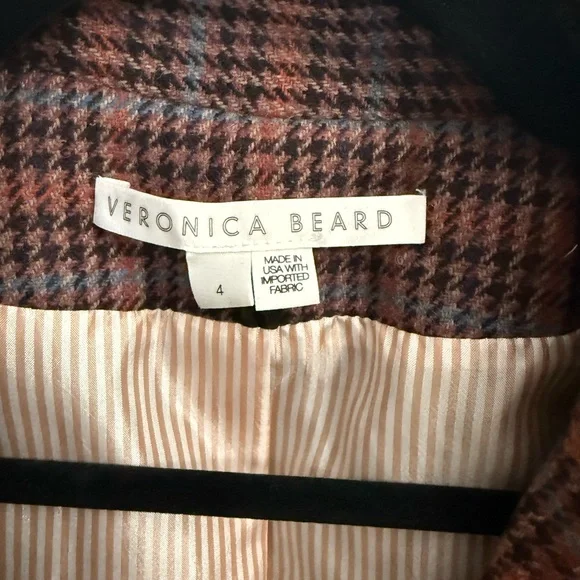 VERONICA BEARD
4
MADE IN
USA WITH
IMPORTED
FABRIC